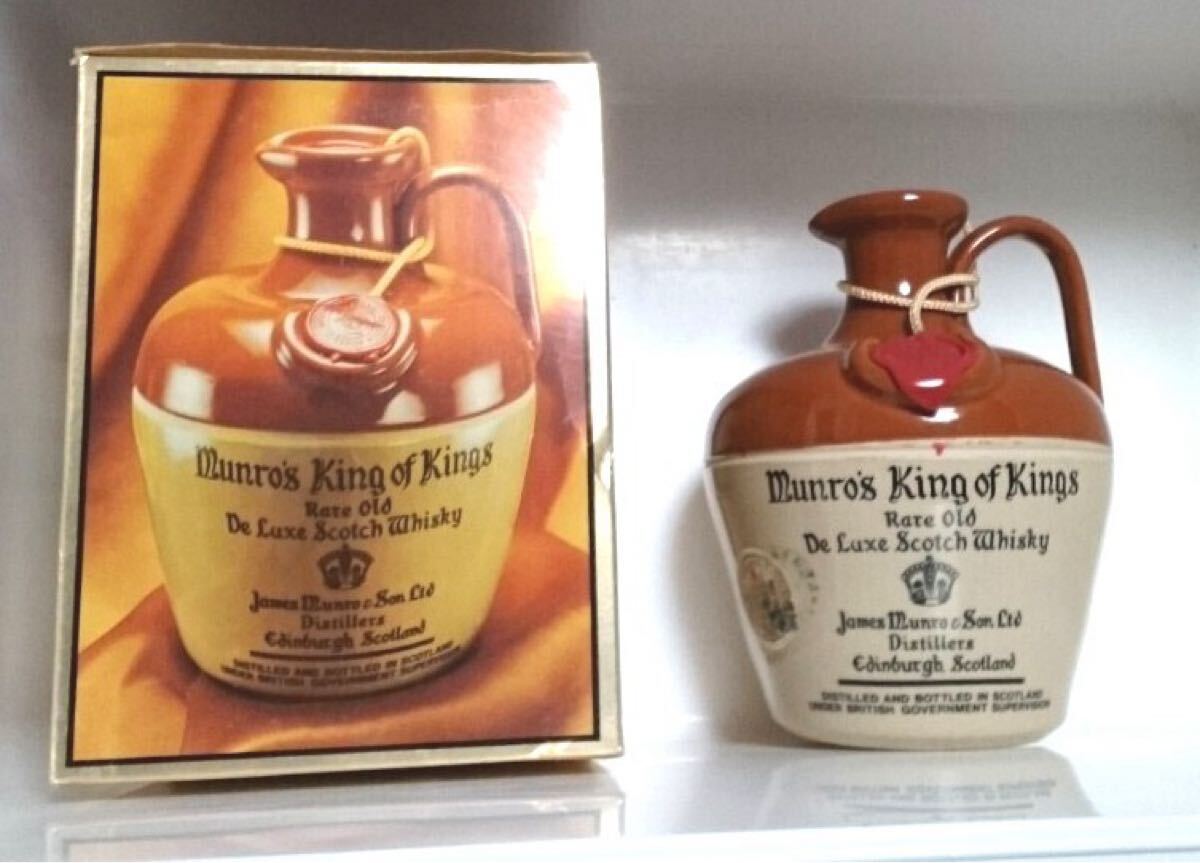 Munro's King of Kings
Rare Old
De Luxe Scotch Whisky
James Munro & Son Ltd
Distillers
Edinburgh, Scotland
DISTILLED AND BOTTLED IN SCOTLAND
UNDER BRITISH GOVERNMENT SUPERVISION
Munro's King of Kings
Rare Old
De Luxe Scotch Whisky
James Munro & Son Ltd
Distillers
Edinburgh, Scotland
DISTILLED AND BOTTLED IN SCOTLAND
UNDER BRITISH GOVERNMENT SUPERVISION